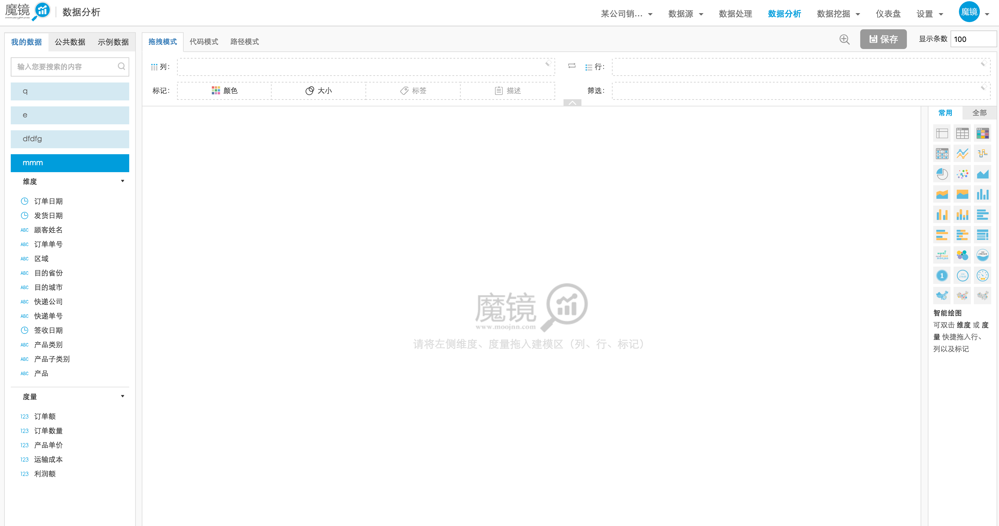 魔镜
www.moojnn.com
数据分析
某公司销...
数据源
数据处理
数据分析
数据挖掘
仪表盘
设置
魔镜
我的数据
公共数据
示例数据
拖拽模式
代码模式
路径模式
保存
显示条数
100
输入您要搜索的内容
列：
行：
标记：
颜色
大小
标签
描述
筛选：
q
e
dfdfg
mmm
维度
订单日期
发货日期
ABC 顾客姓名
ABC 订单单号
ABC 区域
ABC 目的省份
ABC 目的城市
ABC 快递公司
ABC 快递单号
签收日期
ABC 产品类别
ABC 产品子类别
ABC 产品
度量
123 订单额
123 订单数量
123 产品单价
123 运输成本
123 利润额
魔镜
www.moojnn.com
请将左侧维度、度量拖入建模区（列、行、标记）
常用
全部
1
智能绘图
可双击 维度 或 度
量 快捷拖入行、
列以及标记